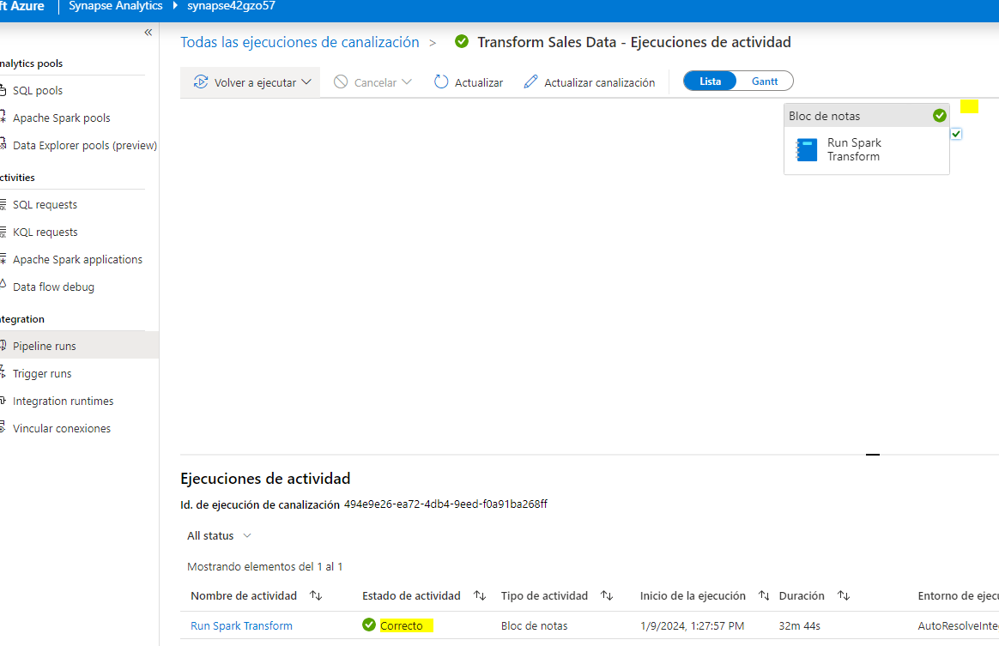 ft Azure Synapse Analytics synapse42gzo57
Todas las ejecuciones de canalización > Transform Sales Data - Ejecuciones de actividad
nalytics pools
SQL pools
Apache Spark pools
Data Explorer pools (preview)
ctivities
SQL requests
KQL requests
Apache Spark applications
Data flow debug
ntegration
Pipeline runs
Trigger runs
Integration runtimes
Vincular conexiones
Volver a ejecutar Cancelar Actualizar Actualizar canalización Lista Gantt
Bloc de notas
Run Spark
Transform
Ejecuciones de actividad
Id. de ejecución de canalización 494e9e26-ea72-4db4-9eed-f0a91ba268ff
All status
Mostrando elementos del 1 al 1
Nombre de actividad Estado de actividad Tipo de actividad Inicio de la ejecución Duración Entorno de ejecu
Run Spark Transform Correcto Bloc de notas 1/9/2024, 1:27:57 PM 32m 44s AutoResolveInte